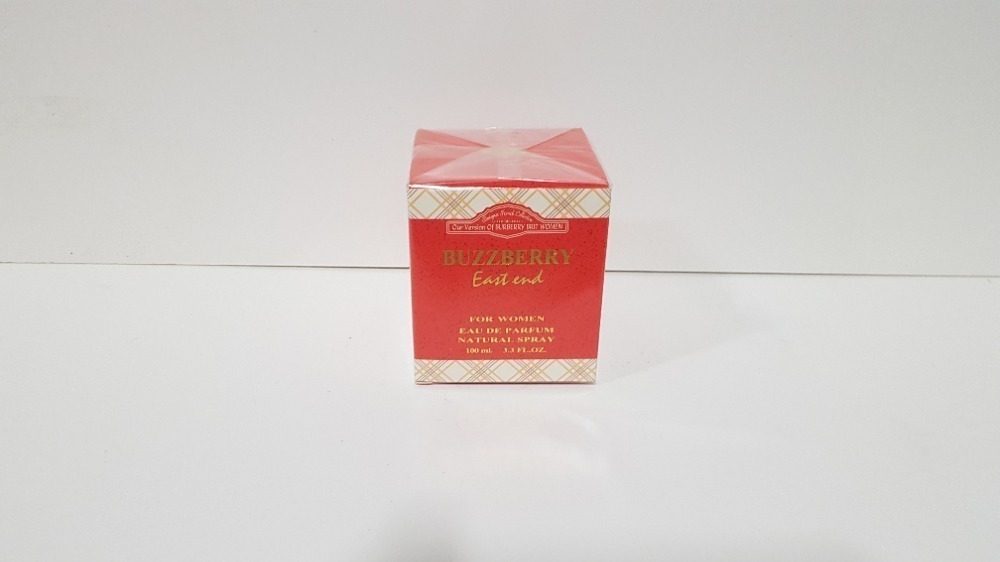 Our Version Of BURBERRY BRIT WOMEN
BUZZBERRY
East end
FOR WOMEN
EAU DE PARFUM
NATURAL SPRAY
100 ml. 3.3 FL.OZ.